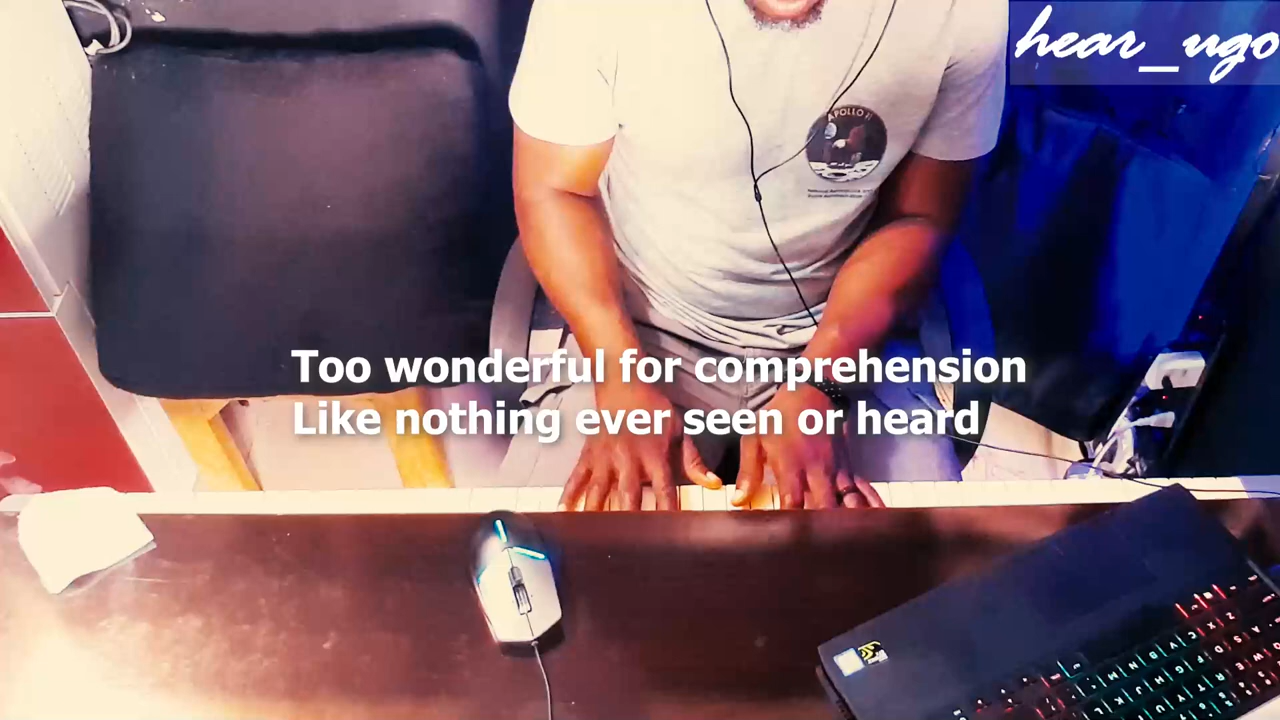 hear_ugo
APOLLO 11
Too wonderful for comprehension
Like nothing ever seen or heard